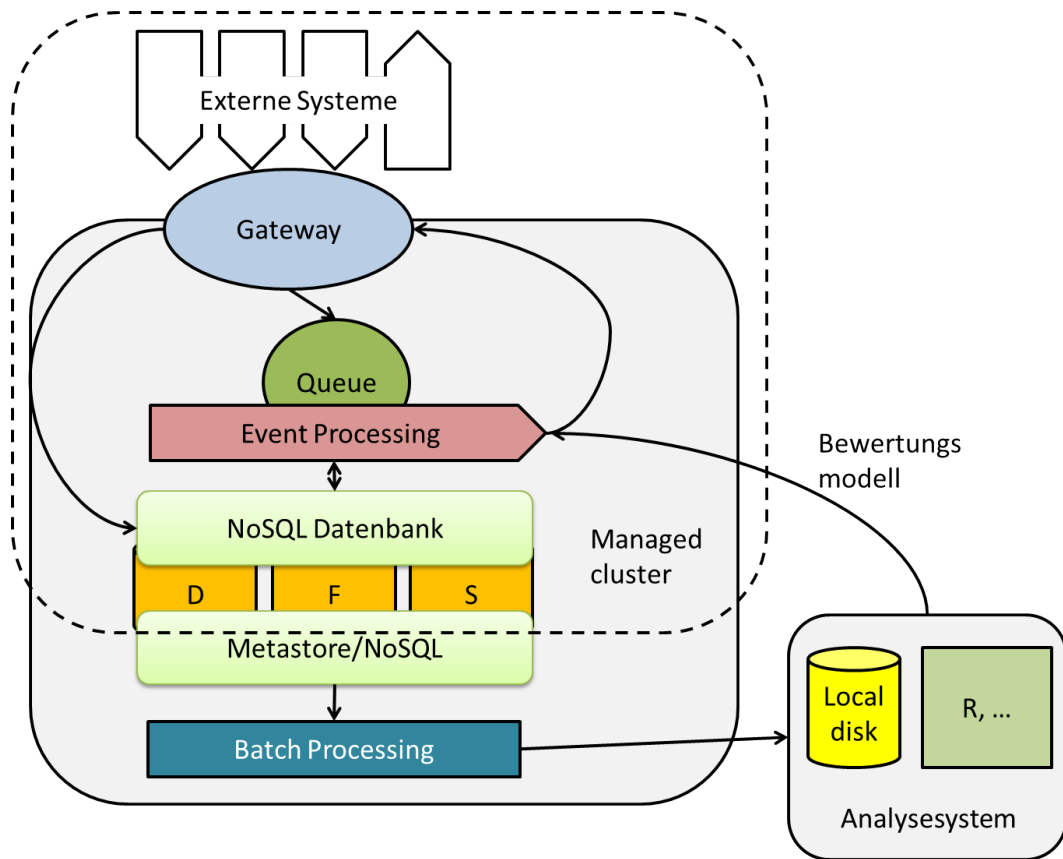 Externe Systeme
Gateway
Queue
Event Processing
Bewertungs
modell
NoSQL Datenbank
Managed
cluster
D F S
Metastore/NoSQL
Batch Processing
Local
disk
R, ...
Analysesystem